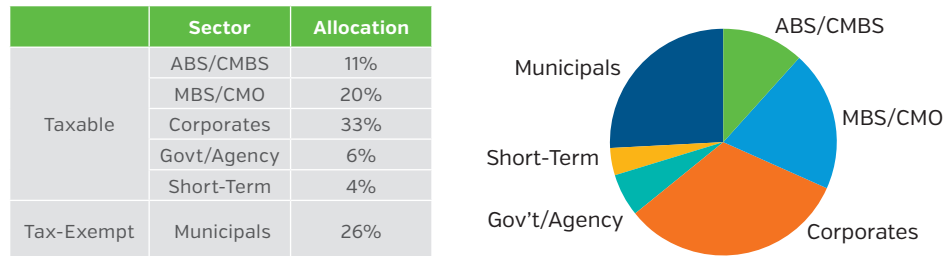 Sector Allocation
Taxable
ABS/CMBS 11%
MBS/CMO 20%
Corporates 33%
Govt/Agency 6%
Short-Term 4%
Tax-Exempt Municipals 26%
ABS/CMBS
MBS/CMO
Corporates
Gov't/Agency
Short-Term
Municipals